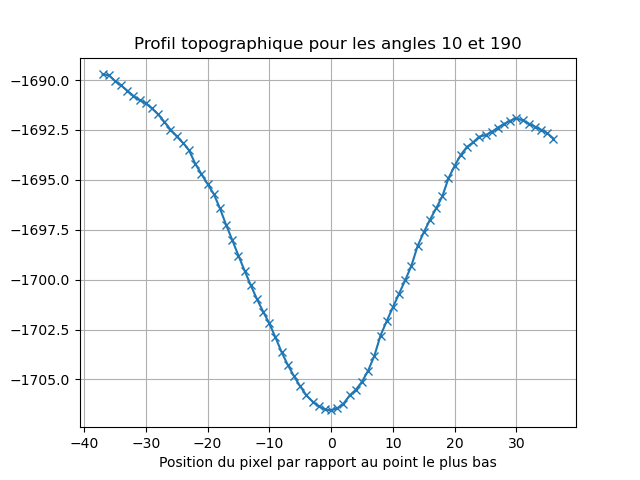 Profil topographique pour les angles 10 et 190
−1690.0
−1692.5
−1695.0
−1697.5
−1700.0
−1702.5
−1705.0
−40 −30 −20 −10 0 10 20 30
Position du pixel par rapport au point le plus bas